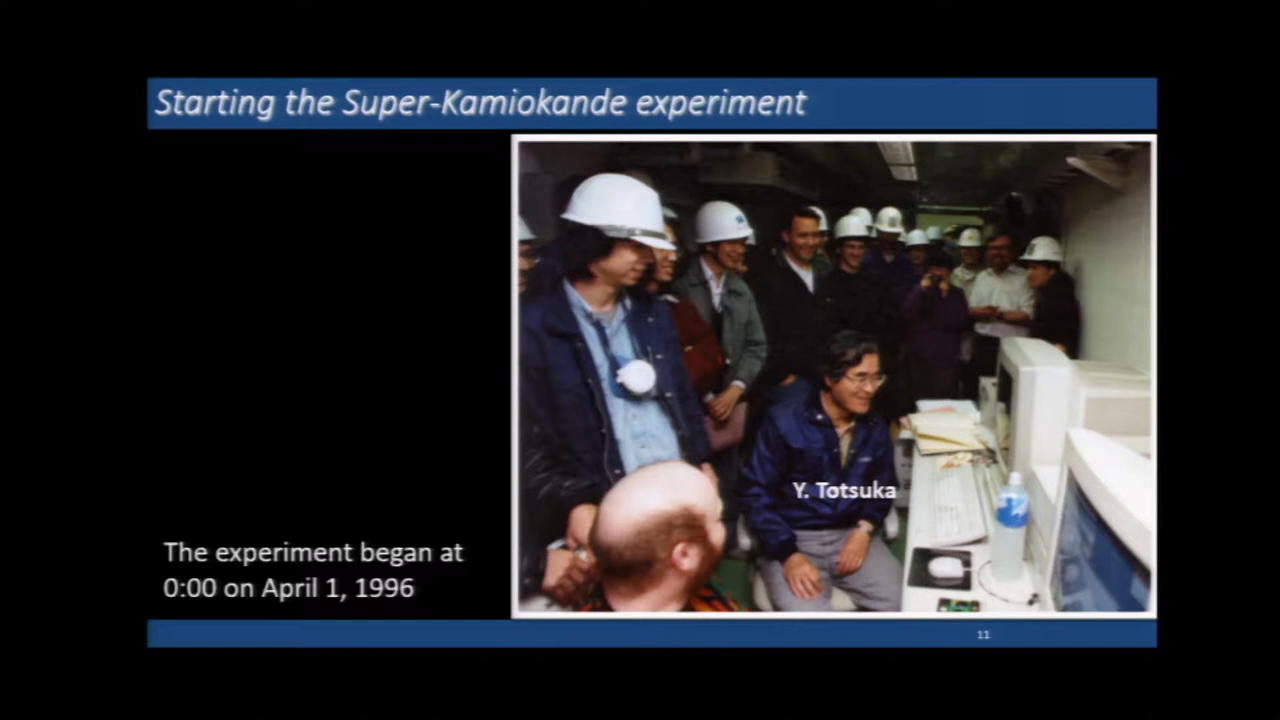 Starting the Super-Kamiokande experiment
Y. Totsuka
The experiment began at
0:00 on April 1, 1996
11